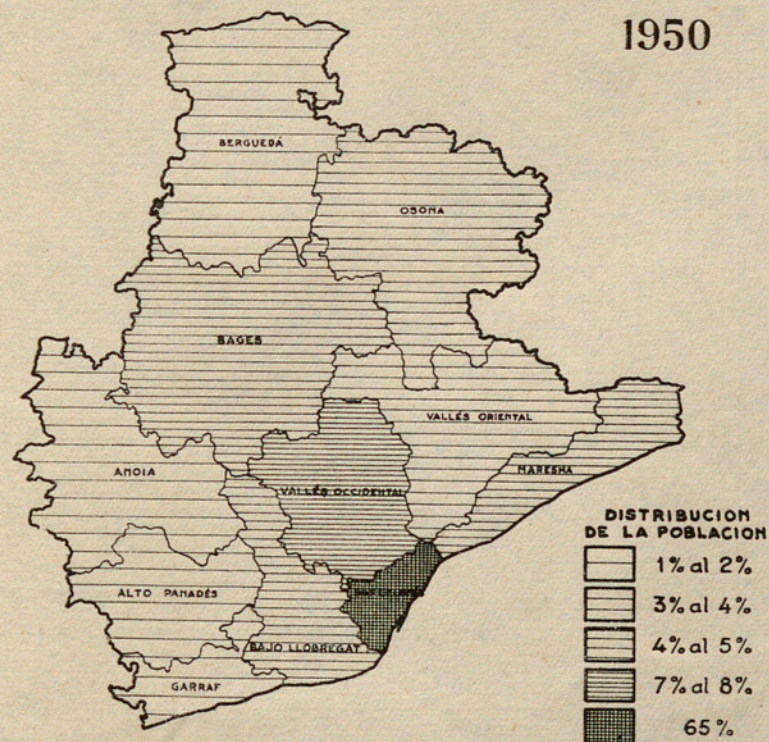 1950
BERGUEDÁ
OSONA
BAGES
VALLÉS ORIENTAL
MARESMA
ANOIA
VALLÉS OCCIDENTAL
ALTO PANADÉS
BAJO LLOBREGAT
GARRAF
DISTRIBUCION
DE LA POBLACION
1% al 2%
3% al 4%
4% al 5%
7% al 8%
65%